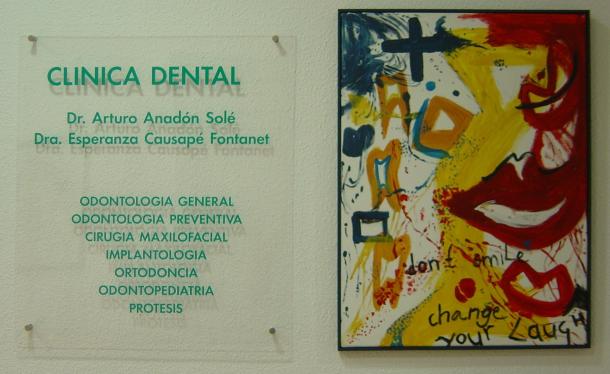 CLINICA DENTAL
Dr. Arturo Anadón Solé
Dra. Esperanza Causapé Fontanet
ODONTOLOGIA GENERAL
ODONTOLOGIA PREVENTIVA
CIRUGIA MAXILOFACIAL
IMPLANTOLOGIA
ORTODONCIA
ODONTOPEDIATRIA
PROTESIS
dont smile
change
your Laugh